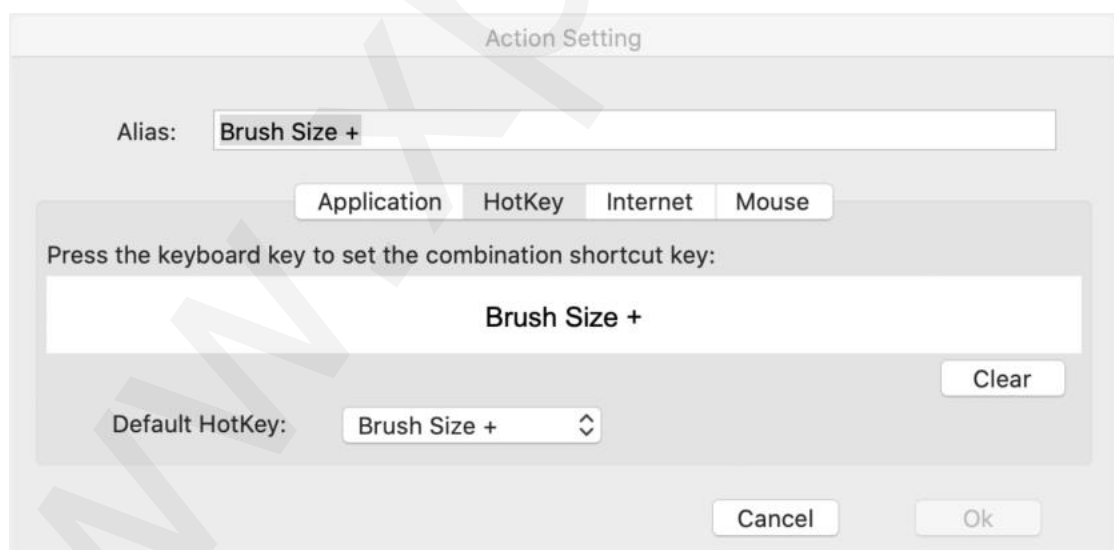 Action Setting
Alias: Brush Size +
Application HotKey Internet Mouse
Press the keyboard key to set the combination shortcut key:
Brush Size +
Clear
Default HotKey: Brush Size +
Cancel Ok